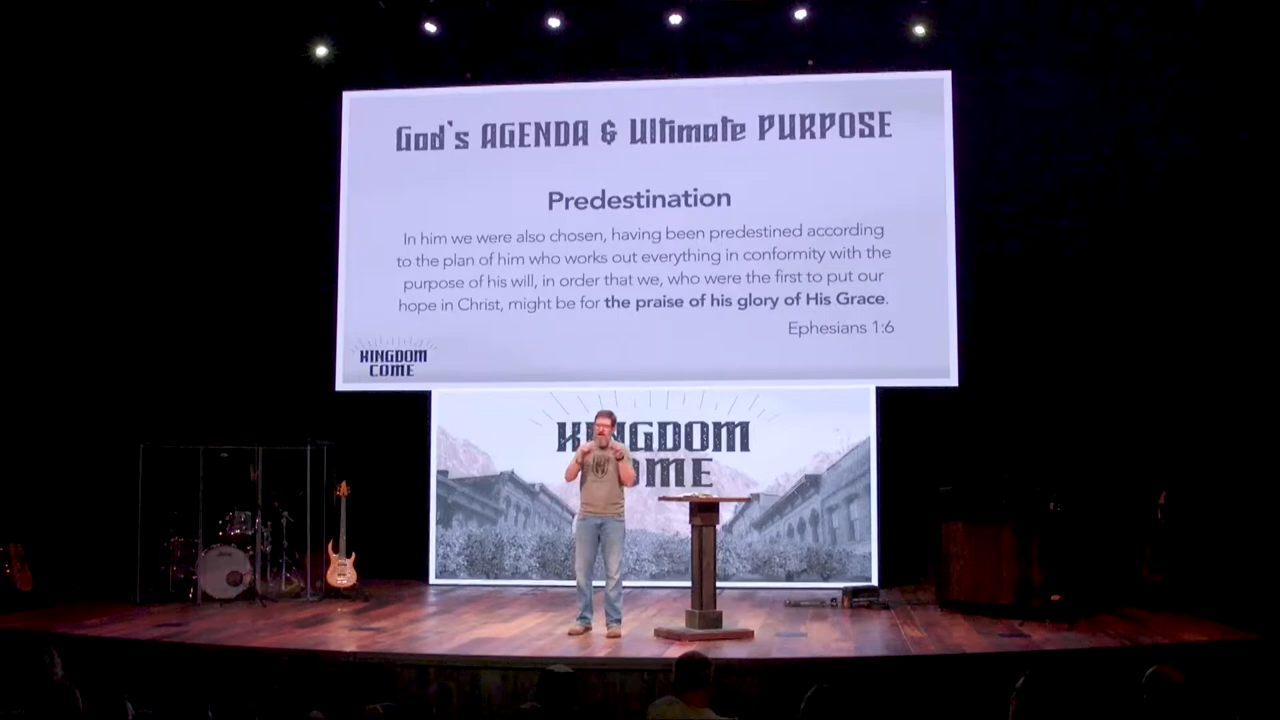 God's AGENDA & Ultimate PURPOSE
Predestination
In him we were also chosen, having been predestined according
to the plan of him who works out everything in conformity with the
purpose of his will, in order that we, who were the first to put our
hope in Christ, might be for the praise of his glory of His Grace.
Ephesians 1:6
KINGDOM
COME
KINGDOM
OME